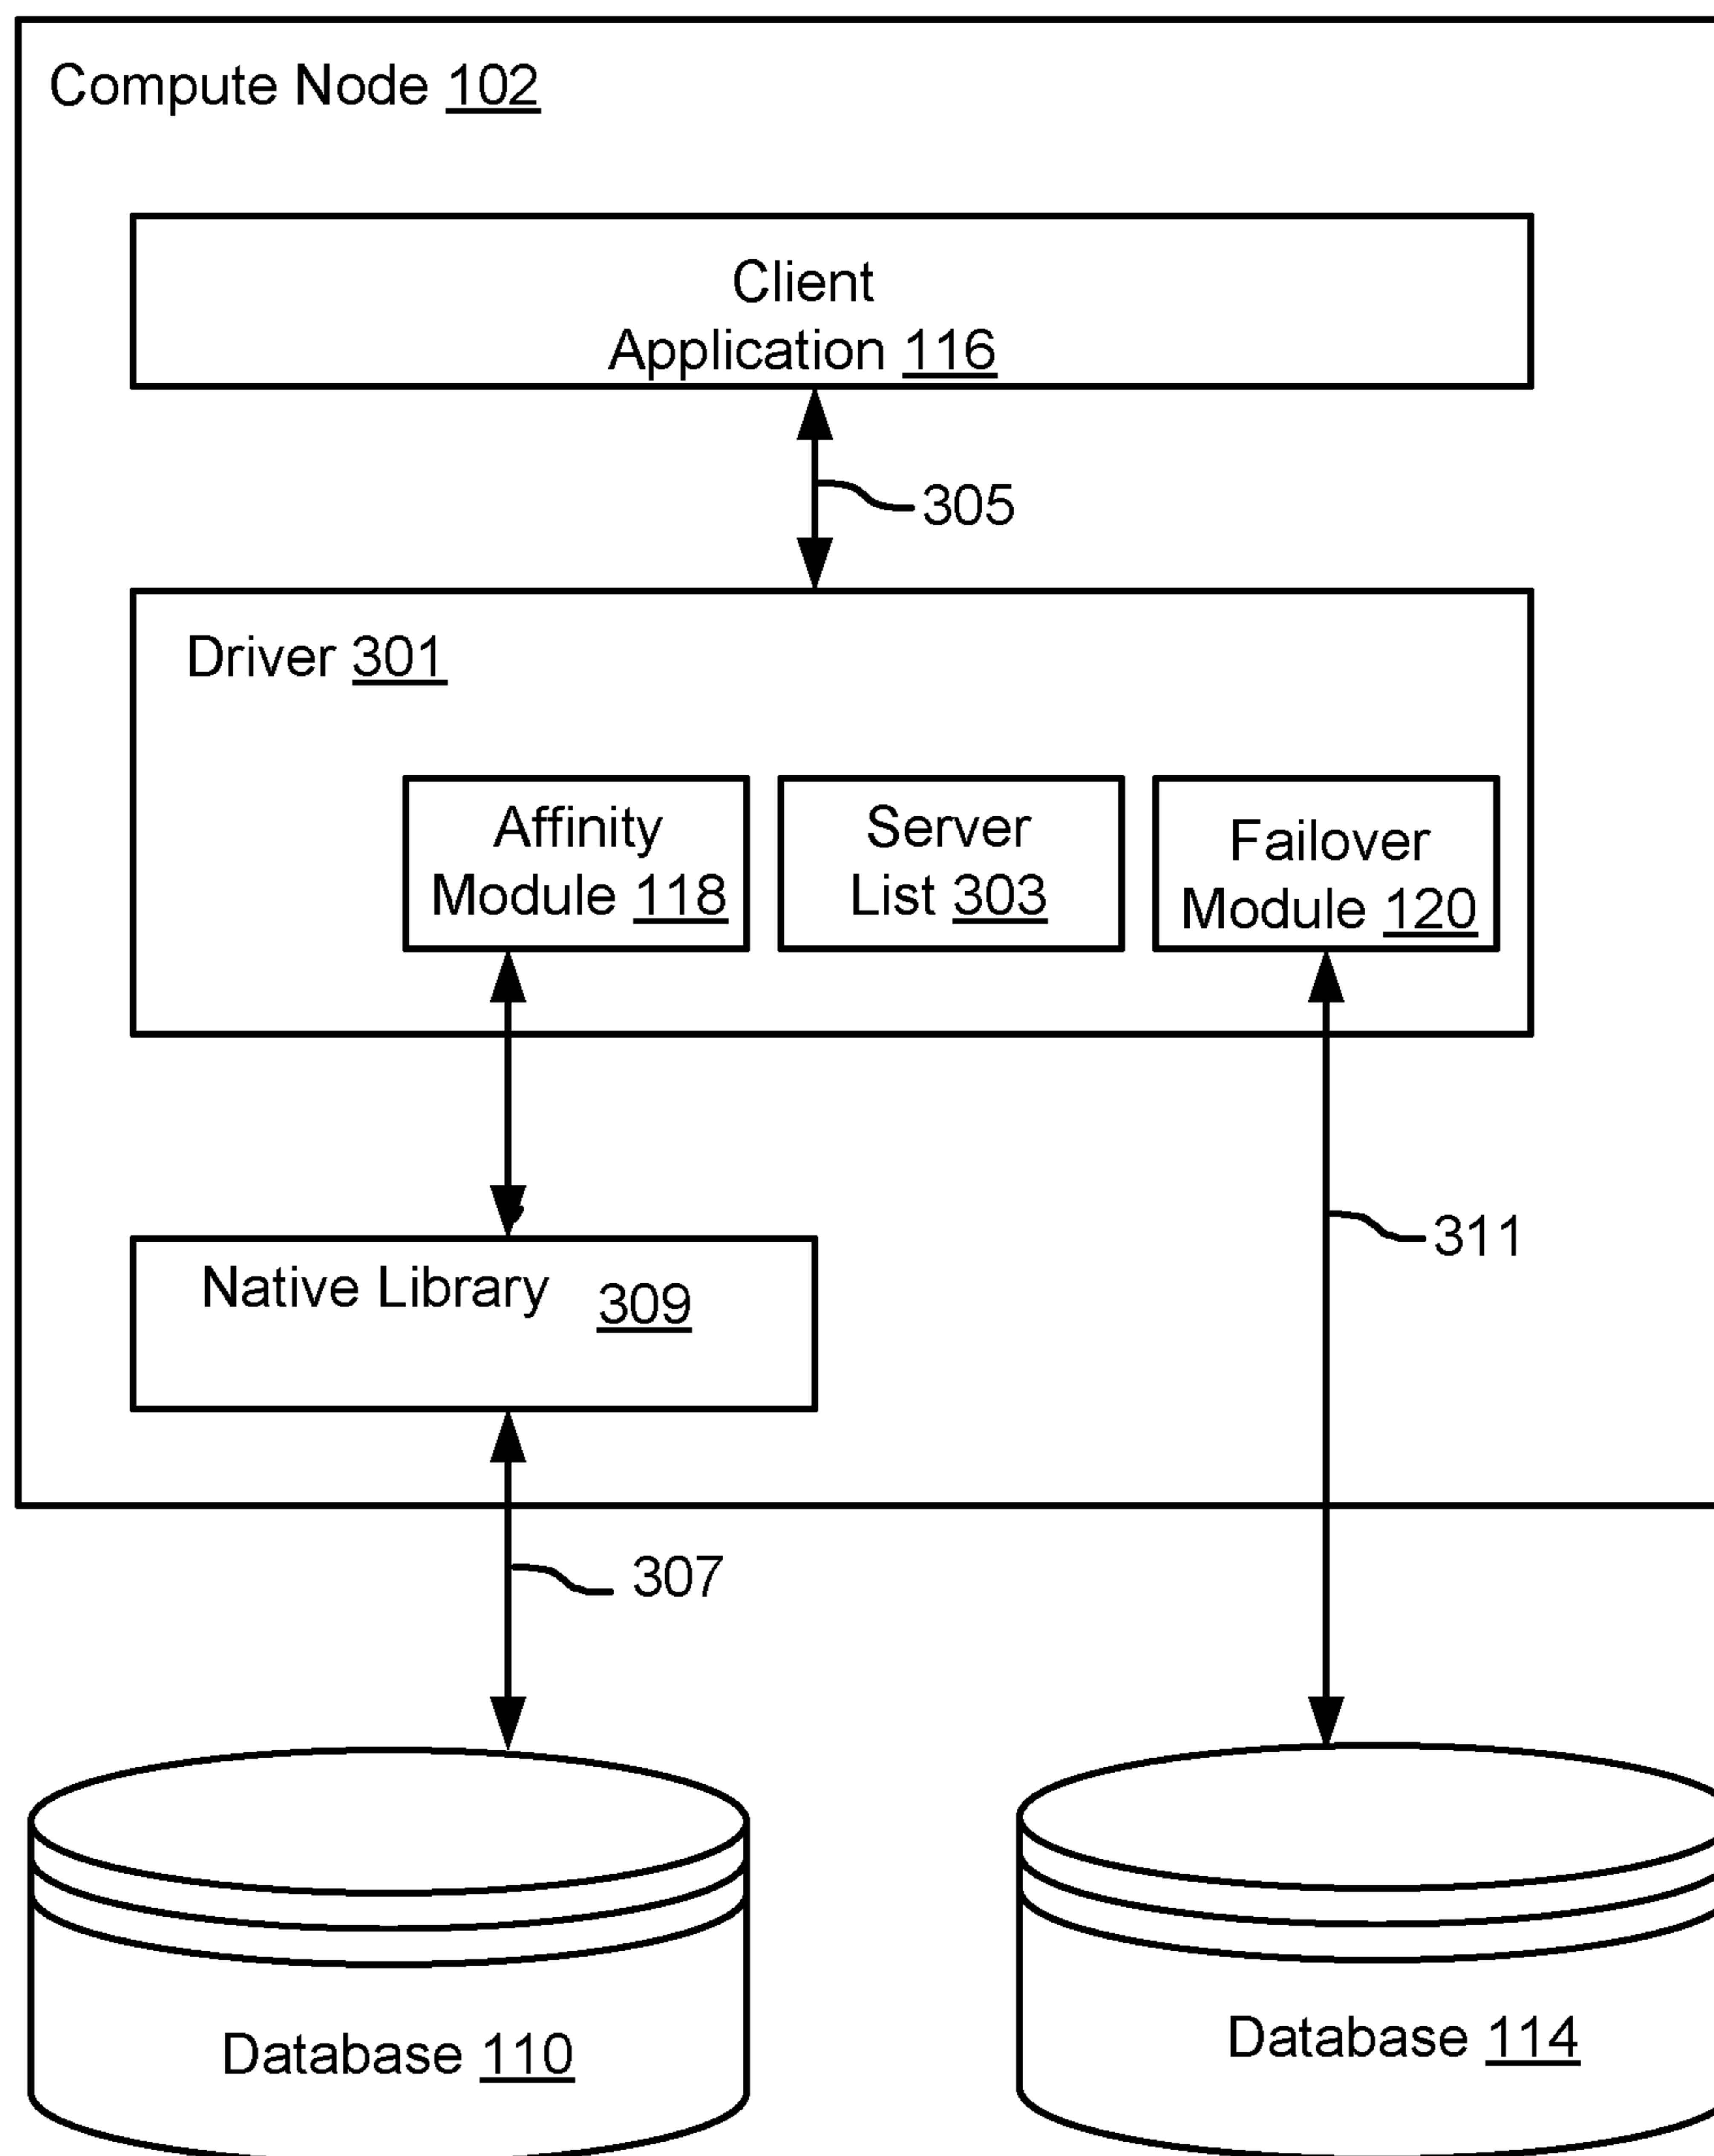 Compute Node 102
Client
Application 116
305
Driver 301
Affinity
Module 118
Server
List 303
Failover
Module 120
311
Native Library 309
307
Database 110
Database 114